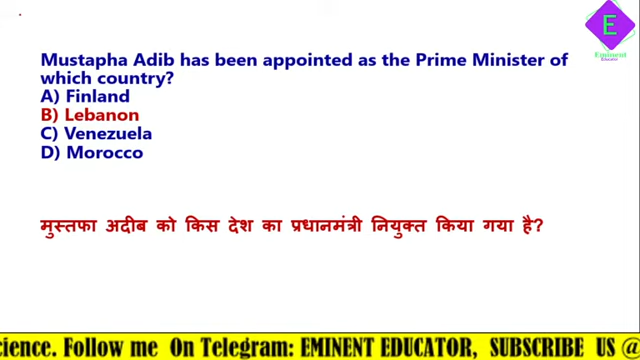 E
Eminent
Educator
Mustapha Adib has been appointed as the Prime Minister of
which country?
A) Finland
B) Lebanon
C) Venezuela
D) Morocco
मुस्तफा अदीब को किस देश का प्रधानमंत्री नियुक्त किया गया है?
cience. Follow me On Telegram: EMINENT EDUCATOR, SUBSCRIBE US @